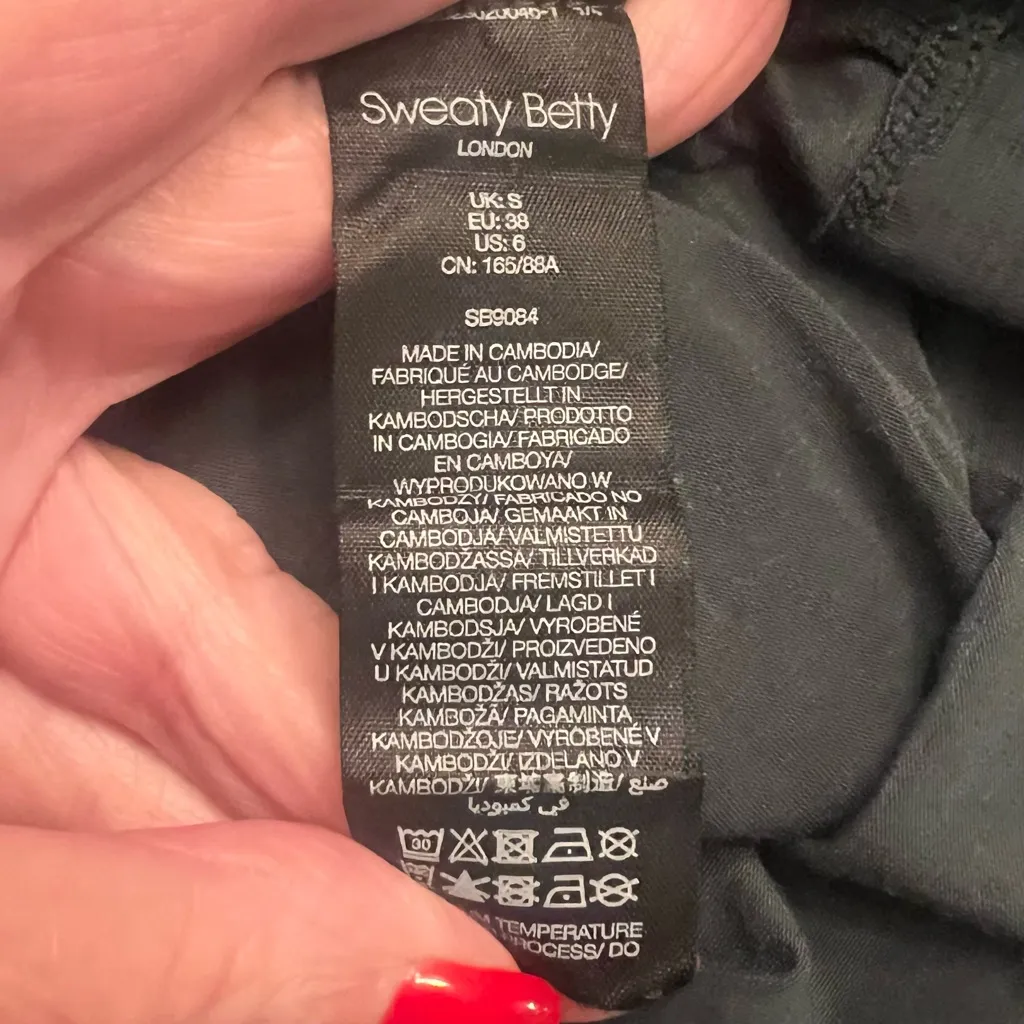 Sweaty Betty
LONDON
UK: S
EU: 38
US: 6
CN: 165/88A
SB9084
MADE IN CAMBODIA/
FABRIQUÉ AU CAMBODGE/
HERGESTELLT IN
KAMBODSCHA/ PRODOTTO
IN CAMBOGIA/ FABRICADO
EN CAMBOYA/
WYPRODUKOWANO W
KAMBODŻY/ FABRICADO NO
CAMBOJA/ GEMAAKT IN
CAMBODJA/ VALMISTETTU
KAMBODŽASSA/ TILLVERKAD
I KAMBODJA/ FREMSTILLET I
CAMBODJA/ LAGD I
KAMBODSJA/ VYROBENÉ
V KAMBODŽI/ PROIZVEDENO
U KAMBODŽI/ VALMISTATUD
KAMBODŽAS/ RAŽOTS
KAMBOŽĀ/ PAGAMINTA
KAMBODŽOJE/ VYROBENÉ V
KAMBODŽI/ IZDELANO V
KAMBODŽI/ 制造/ صنع
في كمبوديا
30
TEMPERATURE
PROCESS/ DO